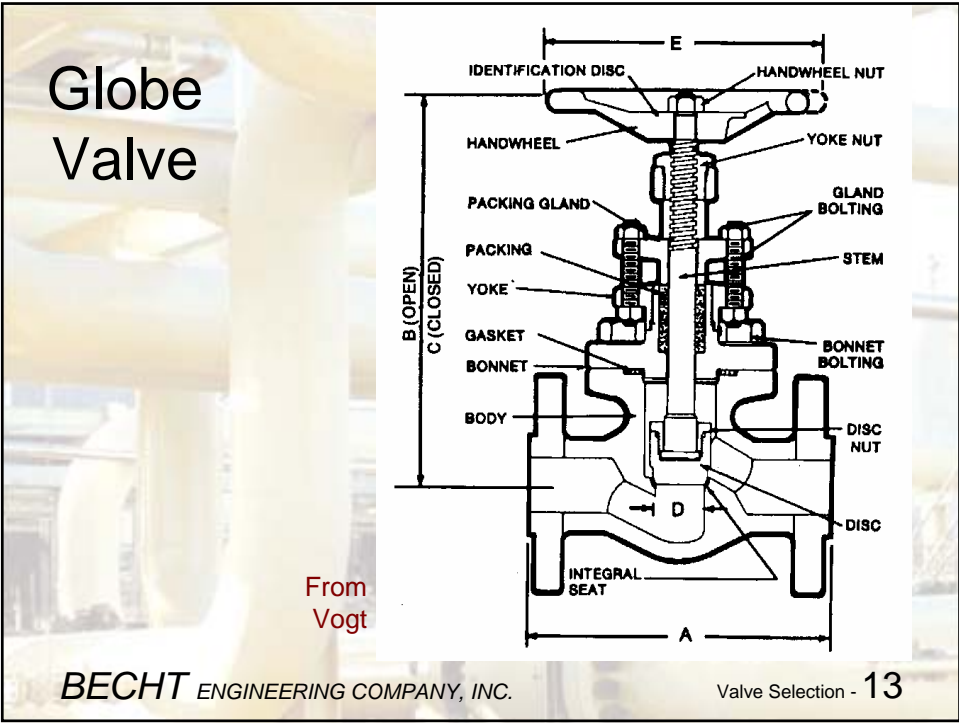 Globe
Valve
E
IDENTIFICATION DISC
HANDWHEEL NUT
HANDWHEEL
YOKE NUT
PACKING GLAND
GLAND
BOLTING
PACKING
STEM
YOKE
B (OPEN)
C (CLOSED)
GASKET
BONNET
BOLTING
BONNET
BODY
DISC
NUT
D
DISC
INTEGRAL
SEAT
A
From
Vogt
BECHT ENGINEERING COMPANY, INC.
Valve Selection - 13